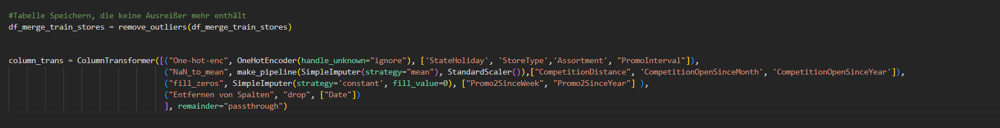 #Tabelle Speichern, die keine Ausreißer mehr enthält
df_merge_train_stores = remove_outliers(df_merge_train_stores)
column_trans = ColumnTransformer([("One-hot-enc", OneHotEncoder(handle_unknown="ignore"), ['StateHoliday', 'StoreType','Assortment', "PromoInterval"]),
("NaN_to_mean", make_pipeline(SimpleImputer(strategy="mean"), StandardScaler()),["CompetitionDistance", 'CompetitionOpenSinceMonth', 'CompetitionOpenSinceYear']),
("fill_zeros", SimpleImputer(strategy='constant', fill_value=0), ["Promo2SinceWeek", "Promo2SinceYear"] ),
("Entfernen von Spalten", "drop", ["Date"])
], remainder="passthrough")